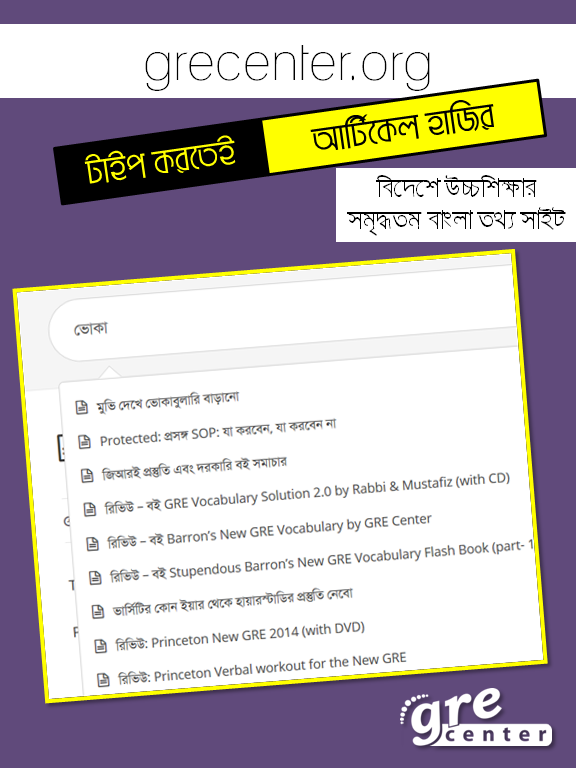 grecenter.org
টাইপ করতেই আর্টিকেল হাজির
বিদেশে উচ্চশিক্ষার
সমৃদ্ধতম বাংলা তথ্য সাইট
ভোকা
মুভি দেখে ভোকাবুলারি বাড়ানো
Protected: প্রসঙ্গ SOP: যা করবেন, যা করবেন না
জিআরই প্রস্তুতি এবং দরকারি বই সমাচার
রিভিউ – বই GRE Vocabulary Solution 2.0 by Rabbi & Mustafiz (with CD)
রিভিউ – বই Barron's New GRE Vocabulary by GRE Center
রিভিউ – বই Stupendous Barron's New GRE Vocabulary Flash Book (part- 1
ভার্সিটির কোন ইয়ার থেকে হায়ারস্টাডির প্রস্তুতি নেবো
রিভিউ: Princeton New GRE 2014 (with DVD)
রিভিউ: Princeton Verbal workout for the New GRE
gre
center